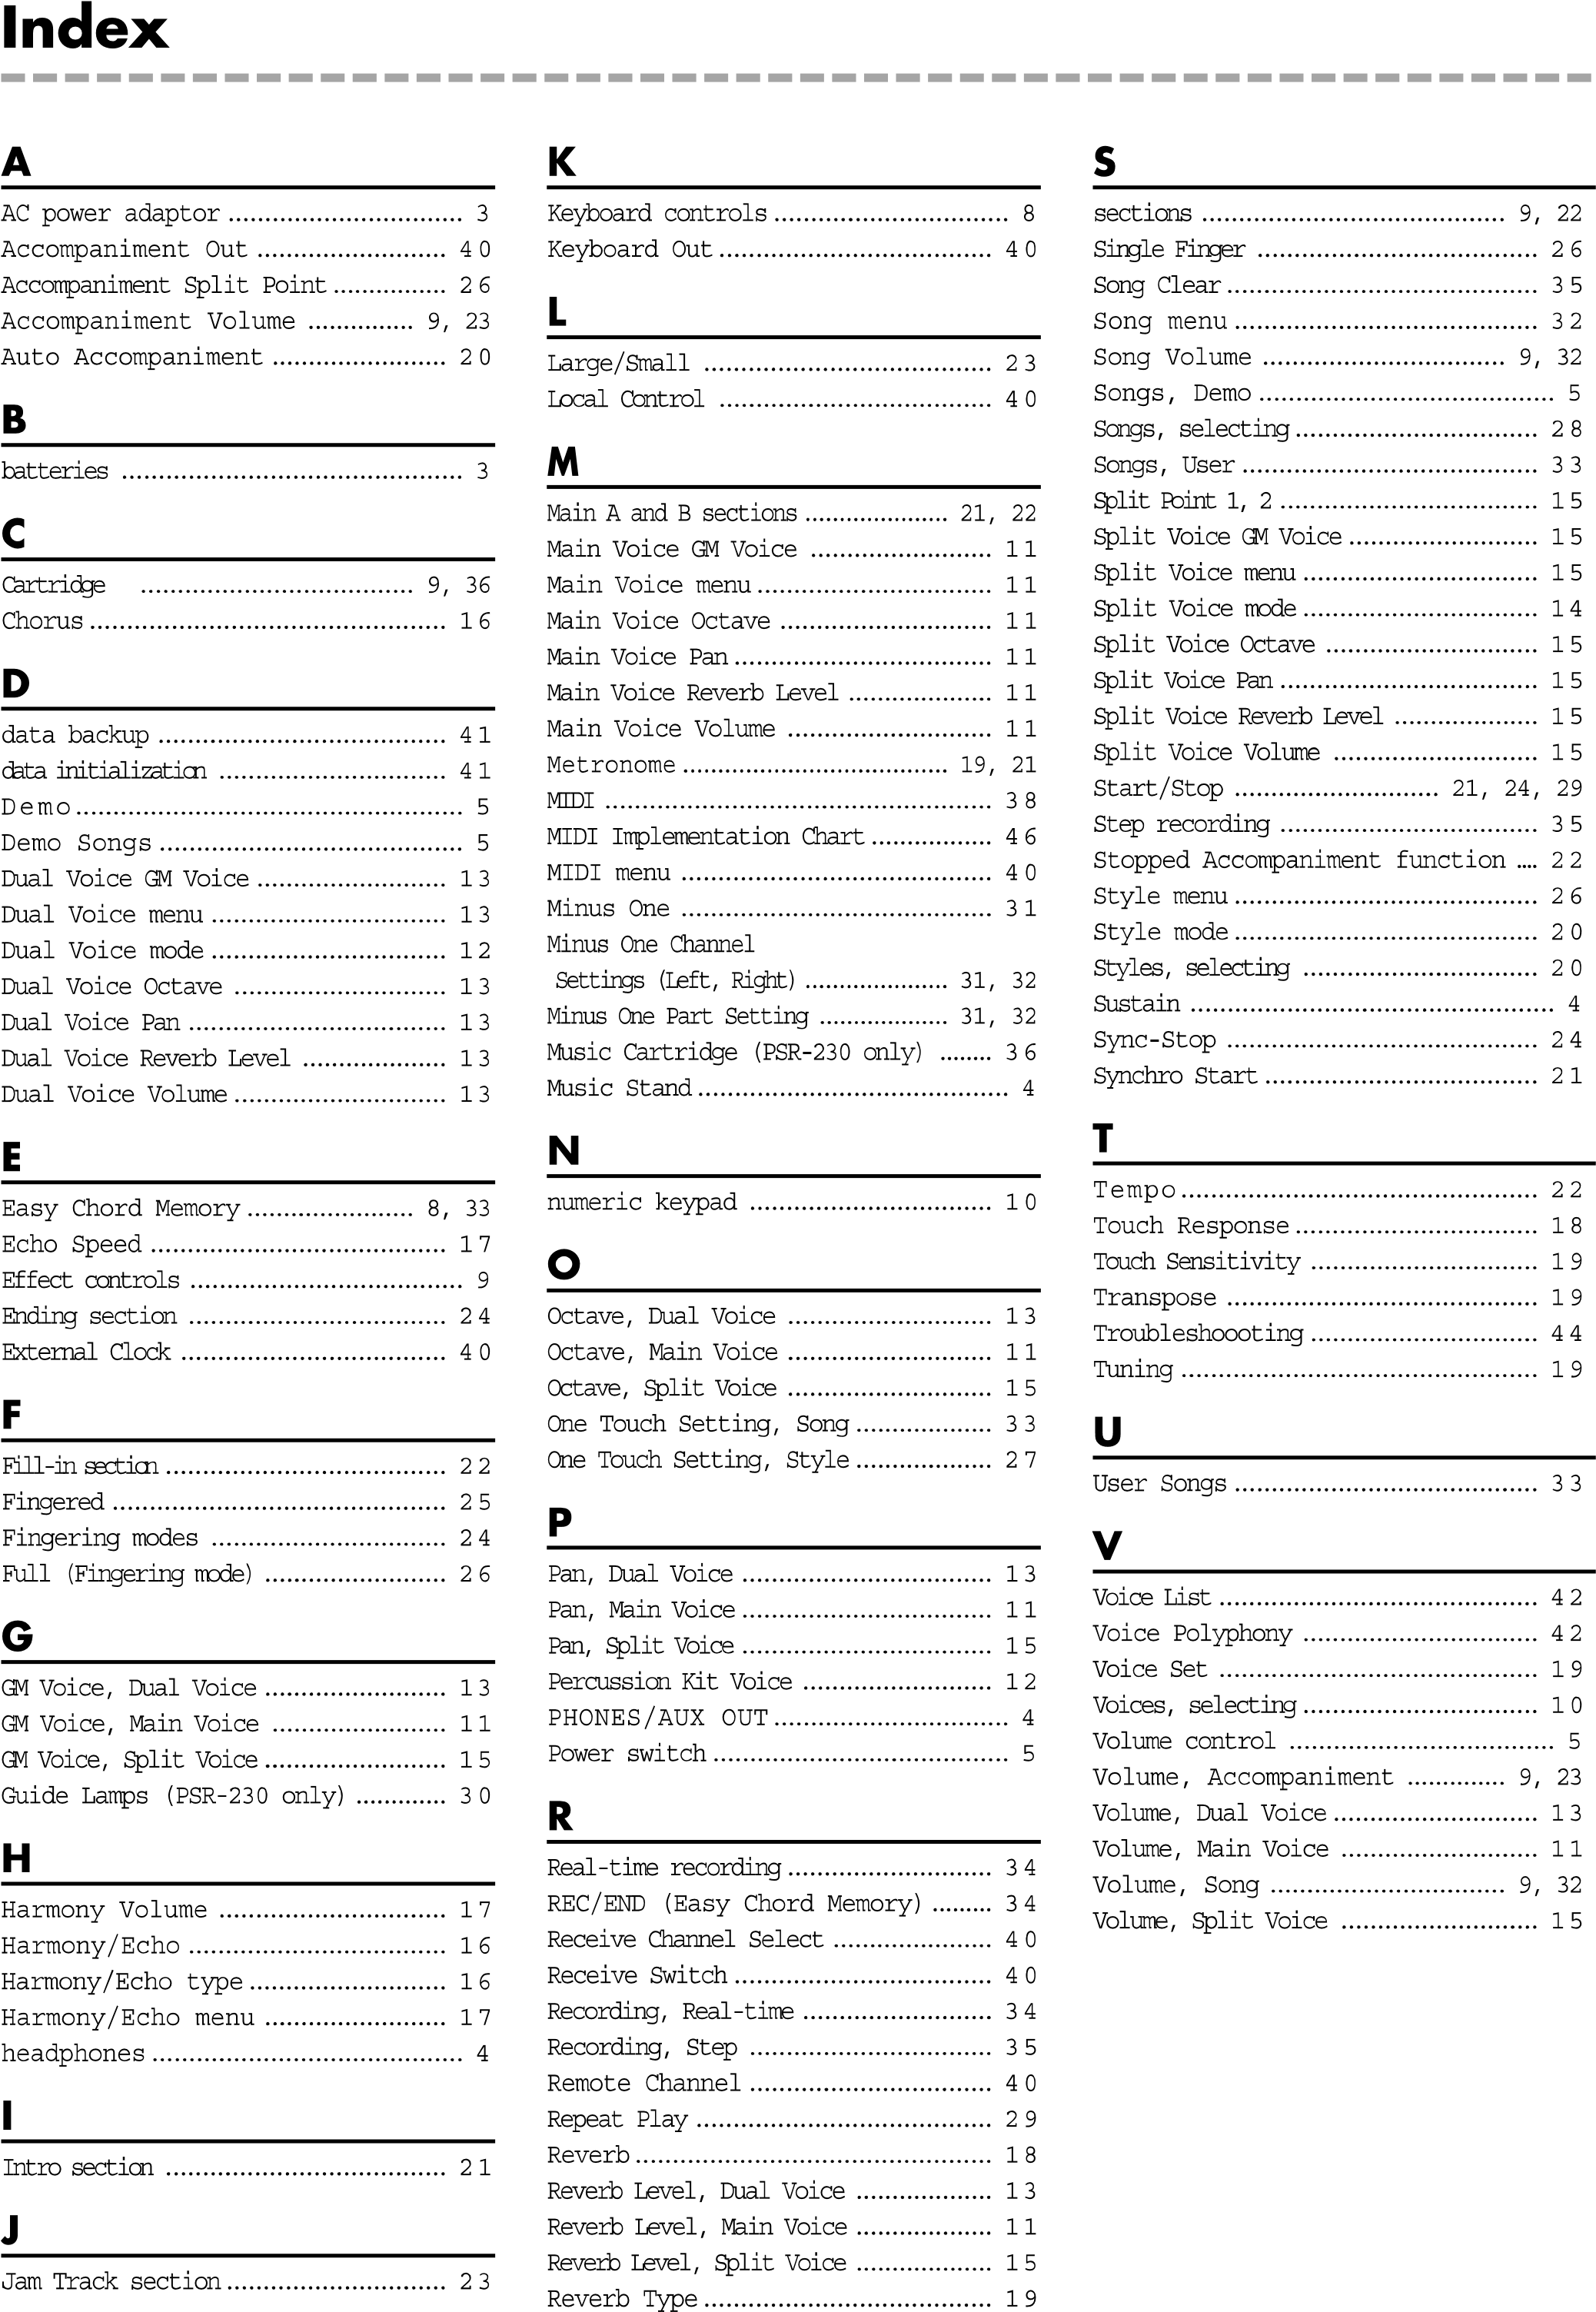 Index
A
AC power adaptor ................................ 3
Accompaniment Out ......................... 40
Accompaniment Split Point ............... 26
Accompaniment Volume .............. 9, 23
Auto Accompaniment ....................... 20
B
batteries .............................................. 3
C
Cartridge ..................................... 9, 36
Chorus ................................................ 16
D
data backup ....................................... 41
data initialization ............................... 41
Demo .................................................... 5
Demo Songs ......................................... 5
Dual Voice GM Voice ......................... 13
Dual Voice menu ............................... 13
Dual Voice mode ............................... 12
Dual Voice Octave ............................. 13
Dual Voice Pan .................................. 13
Dual Voice Reverb Level ................... 13
Dual Voice Volume ............................. 13
E
Easy Chord Memory ...................... 8, 33
Echo Speed ........................................ 17
Effect controls ..................................... 9
Ending section ................................... 24
External Clock .................................... 40
F
Fill-in section ...................................... 22
Fingered ............................................. 25
Fingering modes ................................ 24
Full (Fingering mode) ........................ 26
G
GM Voice, Dual Voice ........................ 13
GM Voice, Main Voice ....................... 11
GM Voice, Split Voice ........................ 15
Guide Lamps (PSR-230 only) ............ 30
H
Harmony Volume ............................... 17
Harmony/Echo ................................... 16
Harmony/Echo type ........................... 16
Harmony/Echo menu ......................... 17
headphones .......................................... 4
I
Intro section ...................................... 21
J
Jam Track section .............................. 23
K
Keyboard controls ................................ 8
Keyboard Out ..................................... 40
L
Large/Small ....................................... 23
Local Control ..................................... 40
M
Main A and B sections ................... 21, 22
Main Voice GM Voice ........................ 11
Main Voice menu ................................ 11
Main Voice Octave ............................. 11
Main Voice Pan ................................... 11
Main Voice Reverb Level ................... 11
Main Voice Volume ............................ 11
Metronome .................................... 19, 21
MIDI .................................................... 38
MIDI Implementation Chart ................ 46
MIDI menu .......................................... 40
Minus One .......................................... 31
Minus One Channel
Settings (Left, Right) ................... 31, 32
Minus One Part Setting ................. 31, 32
Music Cartridge (PSR-230 only) ....... 36
Music Stand .......................................... 4
N
numeric keypad ................................. 10
O
Octave, Dual Voice ............................ 13
Octave, Main Voice ............................ 11
Octave, Split Voice ............................ 15
One Touch Setting, Song .................. 33
One Touch Setting, Style .................. 27
P
Pan, Dual Voice .................................. 13
Pan, Main Voice .................................. 11
Pan, Split Voice .................................. 15
Percussion Kit Voice ......................... 12
PHONES/AUX OUT ............................... 4
Power switch ........................................ 5
R
Real-time recording ........................... 34
REC/END (Easy Chord Memory) ........ 34
Receive Channel Select ..................... 40
Receive Switch .................................. 40
Recording, Real-time ......................... 34
Recording, Step ................................. 35
Remote Channel ................................ 40
Repeat Play ........................................ 29
Reverb ................................................ 18
Reverb Level, Dual Voice .................. 13
Reverb Level, Main Voice .................. 11
Reverb Level, Split Voice .................. 15
Reverb Type ....................................... 19
S
sections ......................................... 9, 22
Single Finger ...................................... 26
Song Clear .......................................... 35
Song menu ......................................... 32
Song Volume ................................ 9, 32
Songs, Demo ........................................ 5
Songs, selecting ................................. 28
Songs, User ........................................ 33
Split Point 1, 2 ................................... 15
Split Voice GM Voice ......................... 15
Split Voice menu ................................ 15
Split Voice mode ................................ 14
Split Voice Octave ............................. 15
Split Voice Pan ................................... 15
Split Voice Reverb Level ................... 15
Split Voice Volume ............................ 15
Start/Stop ........................... 21, 24, 29
Step recording ................................... 35
Stopped Accompaniment function .... 22
Style menu ......................................... 26
Style mode ......................................... 20
Styles, selecting ................................ 20
Sustain ................................................. 4
Sync-Stop .......................................... 24
Synchro Start ..................................... 21
T
Tempo ................................................ 22
Touch Response ................................. 18
Touch Sensitivity ............................... 19
Transpose .......................................... 19
Troubleshoooting ............................... 44
Tuning ................................................ 19
U
User Songs ......................................... 33
V
Voice List ........................................... 42
Voice Polyphony ................................ 42
Voice Set ........................................... 19
Voices, selecting ................................ 10
Volume control .................................... 5
Volume, Accompaniment ............. 9, 23
Volume, Dual Voice ............................ 13
Volume, Main Voice ........................... 11
Volume, Song ................................ 9, 32
Volume, Split Voice ........................... 15